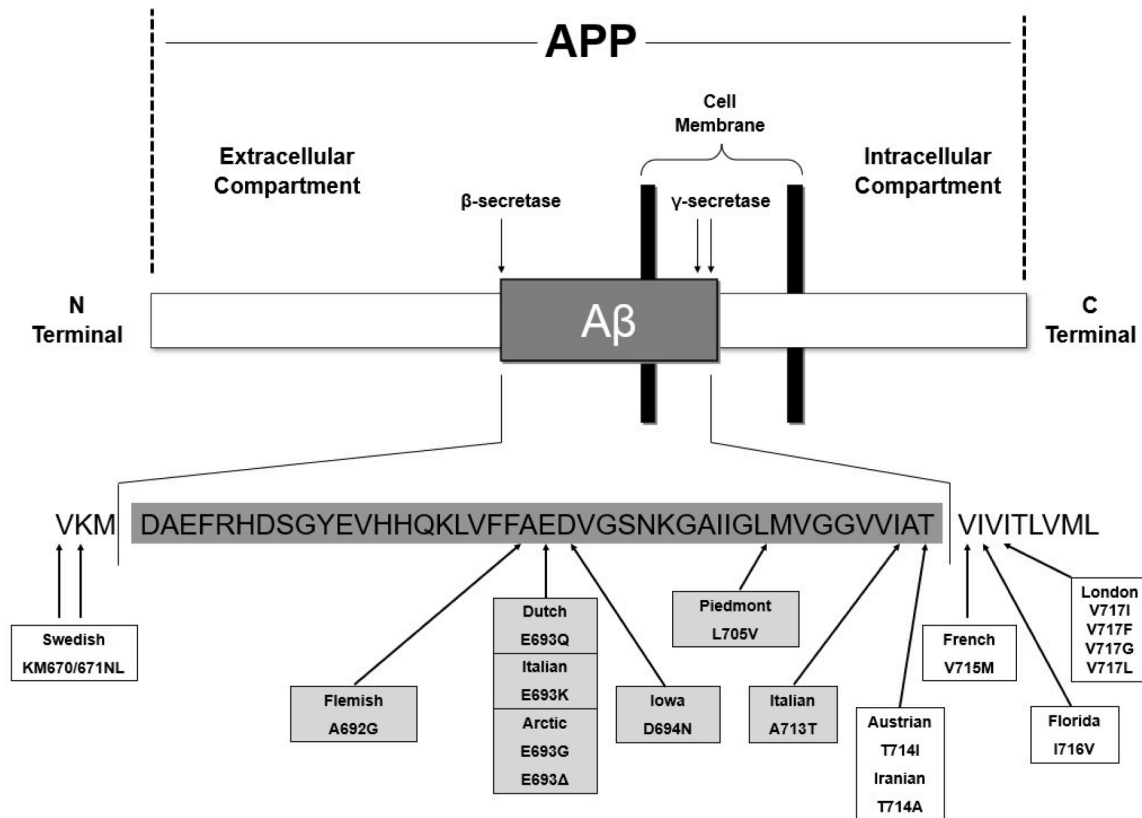 APP
Cell
Membrane
Extracellular
Compartment
Intracellular
Compartment
β-secretase
γ-secretase
N
Terminal
Aβ
C
Terminal
VKM
DAEFRHDSGYEVHHQKLVFFAEDVGSNKGAIIGLMVGGVVIAT
VIVITLVML
Swedish
KM670/671NL
Flemish
A692G
Dutch
E693Q
Italian
E693K
Arctic
E693G
E693Δ
Iowa
D694N
Piedmont
L705V
Italian
A713T
Austrian
T714I
Iranian
T714A
French
V715M
Florida
I716V
London
V717I
V717F
V717G
V717L